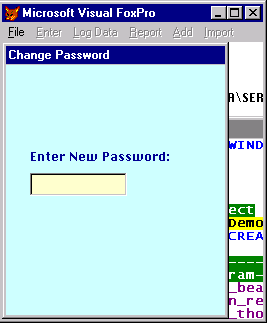 Microsoft Visual FoxPro
File Enter Log Data Report Add Import
Change Password
A\SER
WIND
Enter New Password:
ect
Demo
CREA
ram-
_bea
n_re
_tho